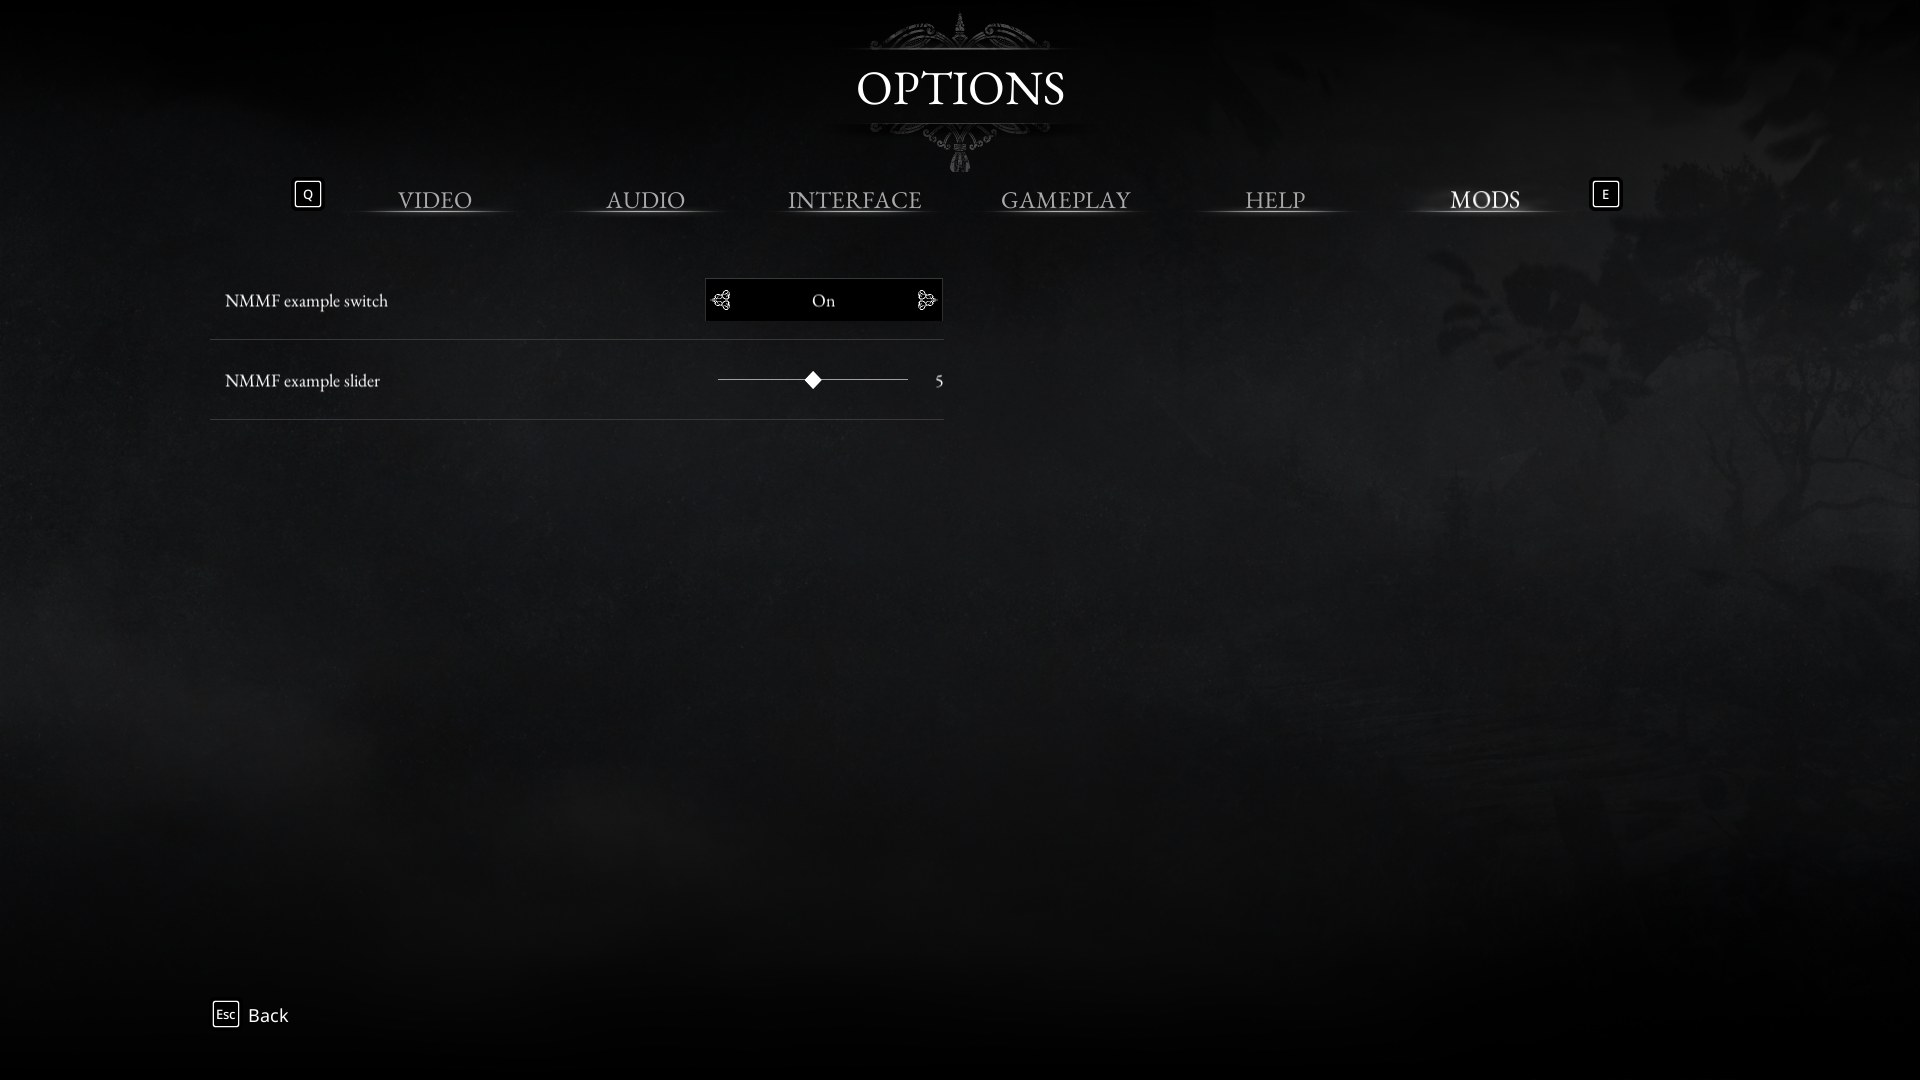 OPTIONS
Q VIDEO AUDIO INTERFACE GAMEPLAY HELP MODS E
NMMF example switch On
NMMF example slider 5
Esc Back